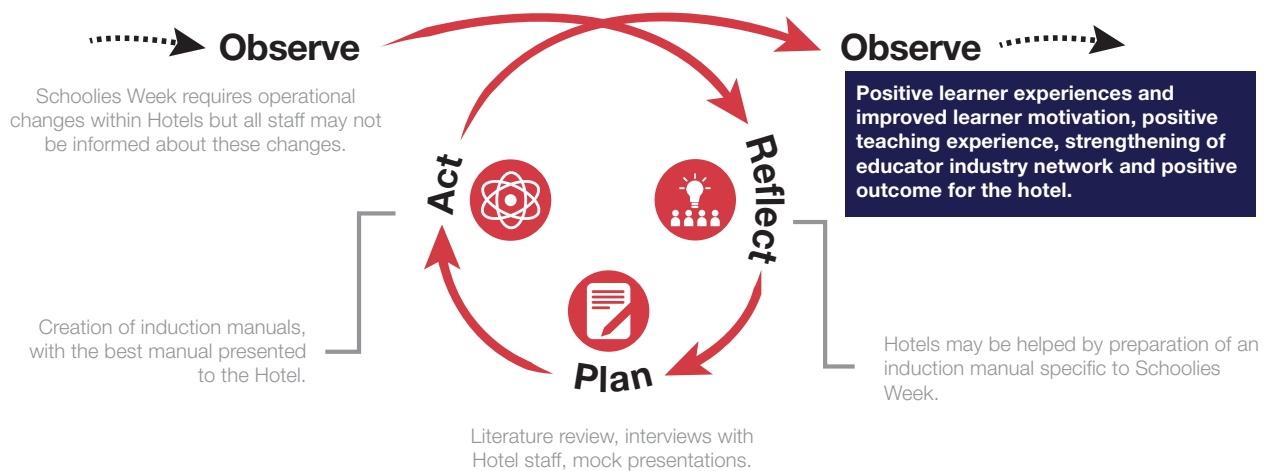 Observe
Schoolies Week requires operational
changes within Hotels but all staff may not
be informed about these changes.
Observe
Positive learner experiences and
improved learner motivation, positive
teaching experience, strengthening of
educator industry network and positive
outcome for the hotel.
Act
Reflect
Plan
Creation of induction manuals,
with the best manual presented
to the Hotel.
Hotels may be helped by preparation of an
induction manual specific to Schoolies
Week.
Literature review, interviews with
Hotel staff, mock presentations.